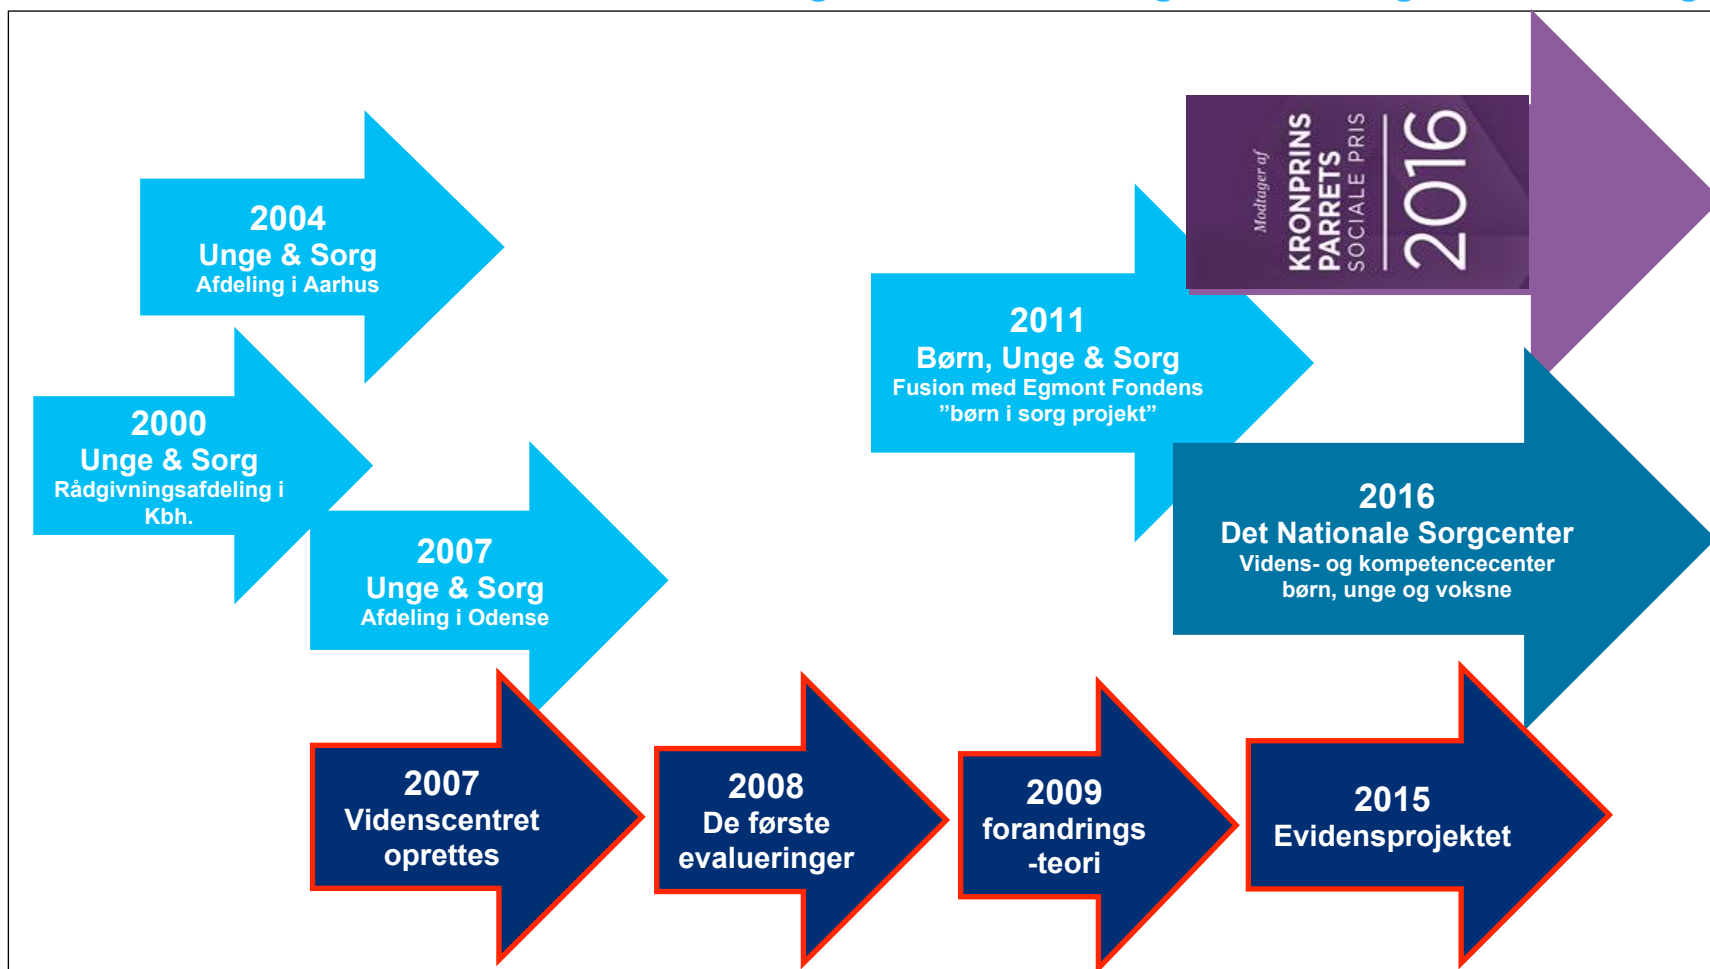 2004
Unge & Sorg
Afdeling i Aarhus
2000
Unge & Sorg
Rådgivningsafdeling i
Kbh.
2007
Unge & Sorg
Afdeling i Odense
2011
Børn, Unge & Sorg
Fusion med Egmont Fondens
”børn i sorg projekt”
Modtager af
KRONPRINS
PARRETS
SOCIALE PRIS
2016
2016
Det Nationale Sorgcenter
Videns- og kompetencecenter
børn, unge og voksne
2007
Videnscentret
oprettes
2008
De første
evalueringer
2009
forandrings
-teori
2015
Evidensprojektet